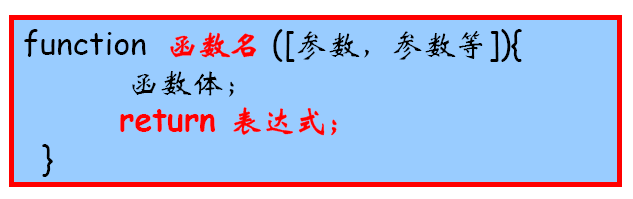 function 函数名 ([参数，参数等]){
函数体；
return 表达式；
}